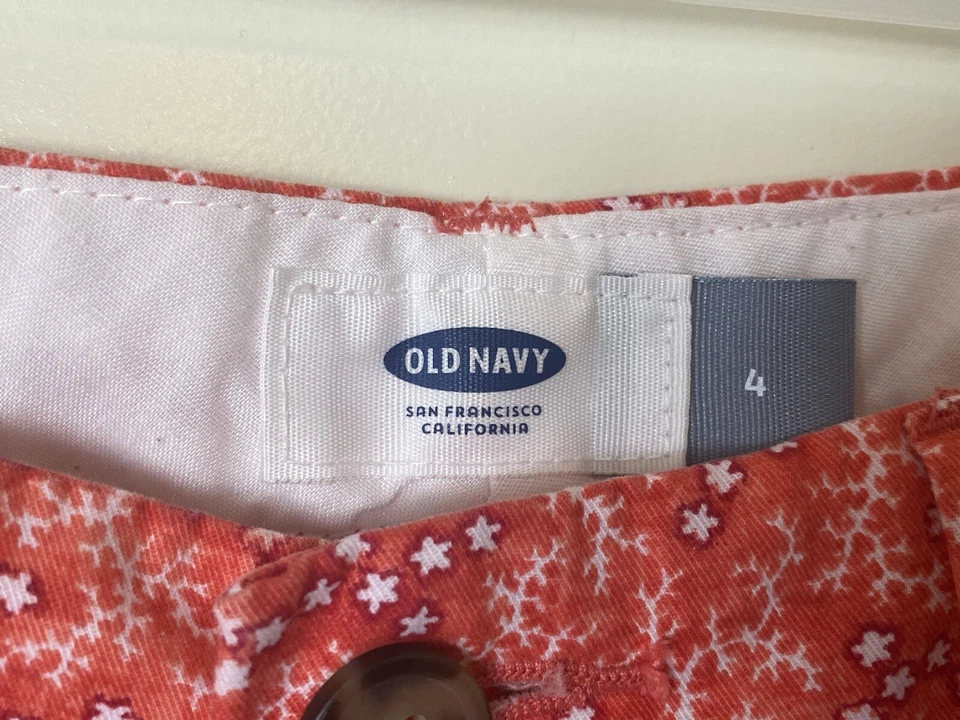 OLD NAVY
SAN FRANCISCO
CALIFORNIA
4